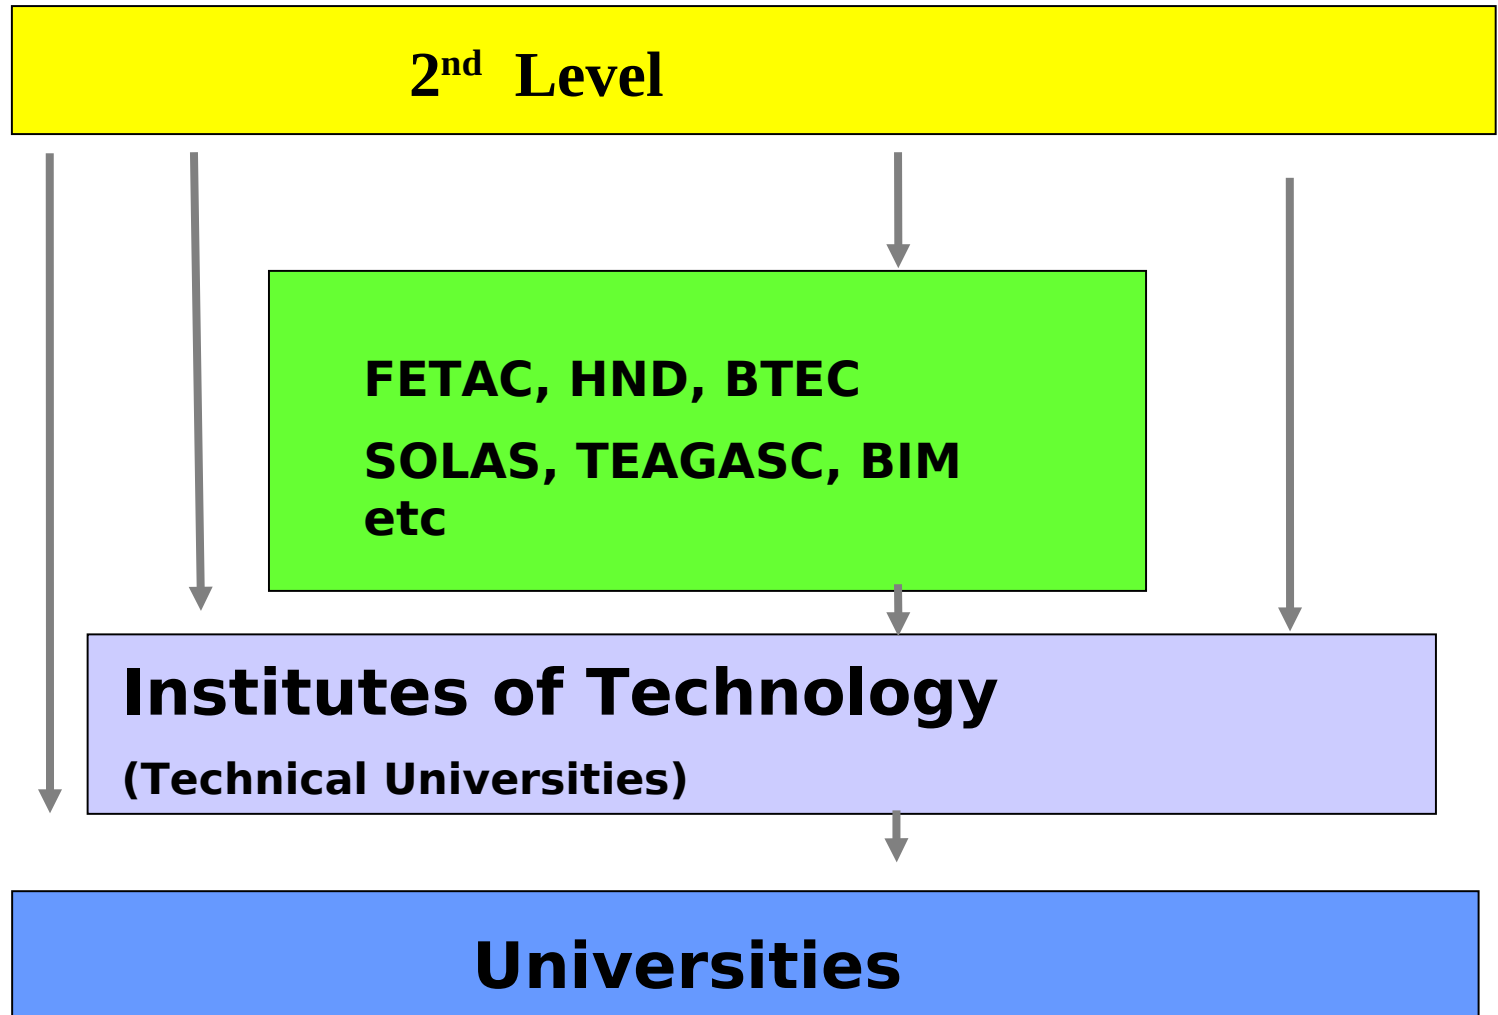 2nd Level
FETAC, HND, BTEC
SOLAS, TEAGASC, BIM
etc
Institutes of Technology
(Technical Universities)
Universities